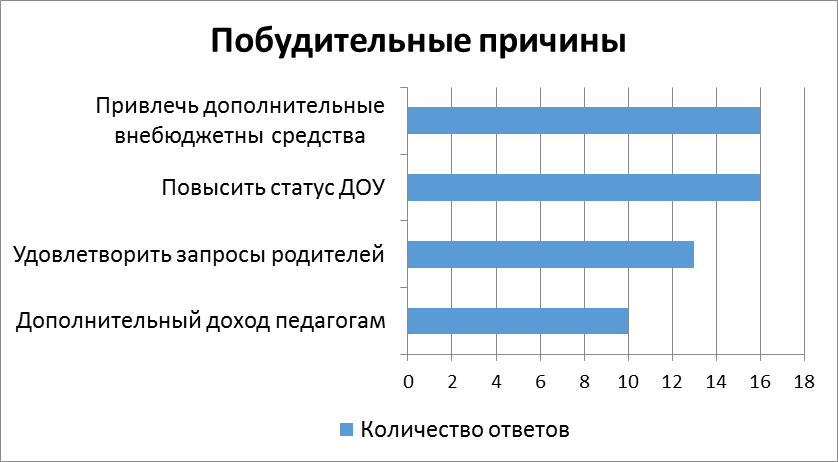 Побудительные причины
Привлечь дополнительные
внебюджетны средства
Повысить статус ДОУ
Удовлетворить запросы родителей
Дополнительный доход педагогам
0 2 4 6 8 10 12 14 16 18
Количество ответов